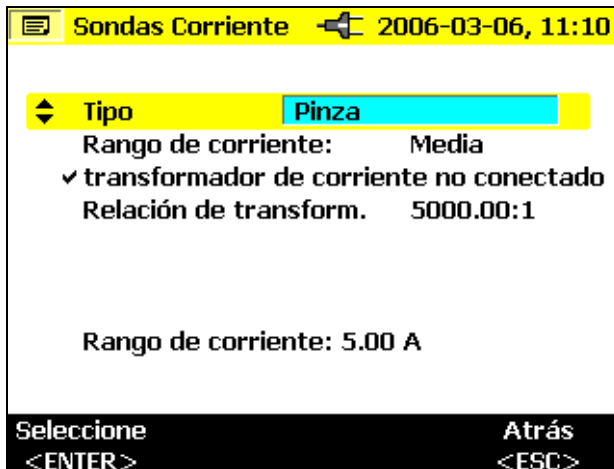 Sondas Corriente 2006-03-06, 11:10
Tipo Pinza
Rango de corriente: Media
transformador de corriente no conectado
Relación de transform. 5000.00:1
Rango de corriente: 5.00 A
Seleccione Atrás
<ENTER> <ESC>